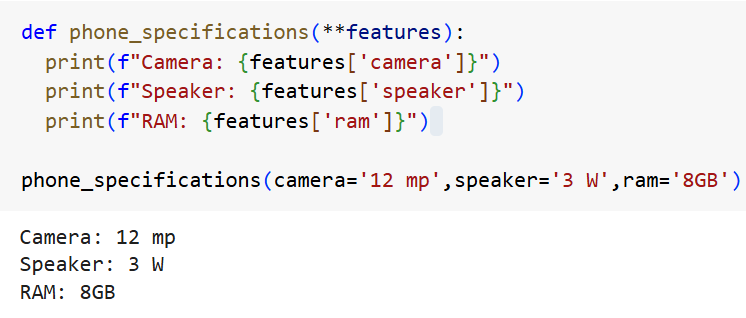 def phone_specifications(**features):
  print(f"Camera: {features['camera']}")
  print(f"Speaker: {features['speaker']}")
  print(f"RAM: {features['ram']}")
phone_specifications(camera='12 mp',speaker='3 W',ram='8GB')
Camera: 12 mp
Speaker: 3 W
RAM: 8GB